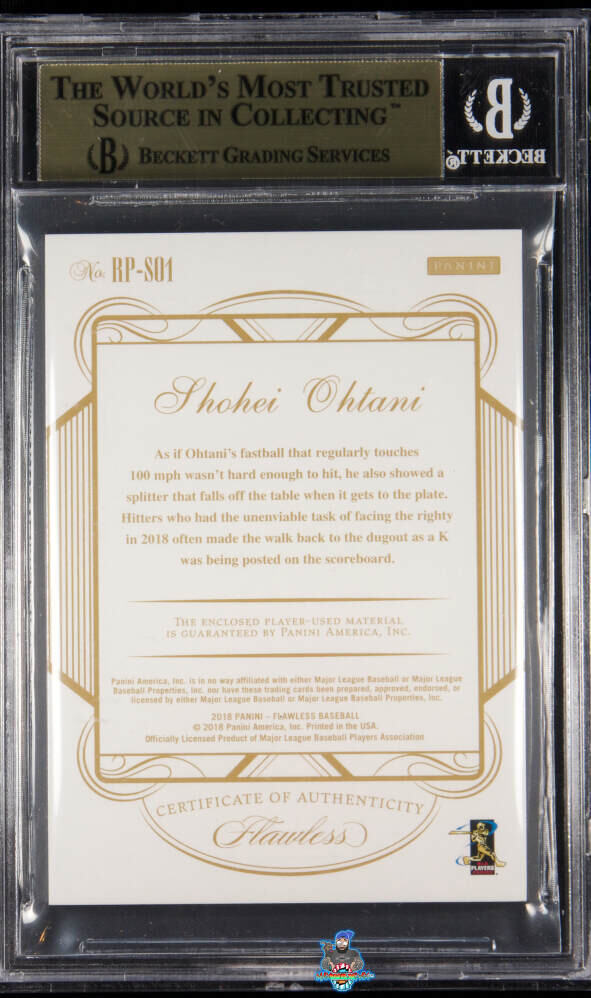 THE WORLD'S MOST TRUSTED
SOURCE IN COLLECTING™
B BECKETT GRADING SERVICES
B
BECKETT®
No. RP-SO1
PANINI
Shohei Ohtani
As if Ohtani's fastball that regularly touches
100 mph wasn't hard enough to hit, he also showed a
splitter that falls off the table when it gets to the plate.
Hitters who had the unenviable task of facing the righty
in 2018 often made the walk back to the dugout as a K
was being posted on the scoreboard.
THE ENCLOSED PLAYER-USED MATERIAL
IS GUARANTEED BY PANINI AMERICA, INC.
Panini America, Inc. is in no way affiliated with either Major League Baseball or Major League
Baseball Properties, Inc. nor have these trading cards been prepared, approved, endorsed, or
licensed by either Major League Baseball or Major League Baseball Properties, Inc.
2018 PANINI – FLAWLESS BASEBALL
© 2018 Panini America, Inc. Printed in the USA.
Officially Licensed Product of Major League Baseball Players Association
CERTIFICATE OF AUTHENTICITY
Flawless
PLAYERS